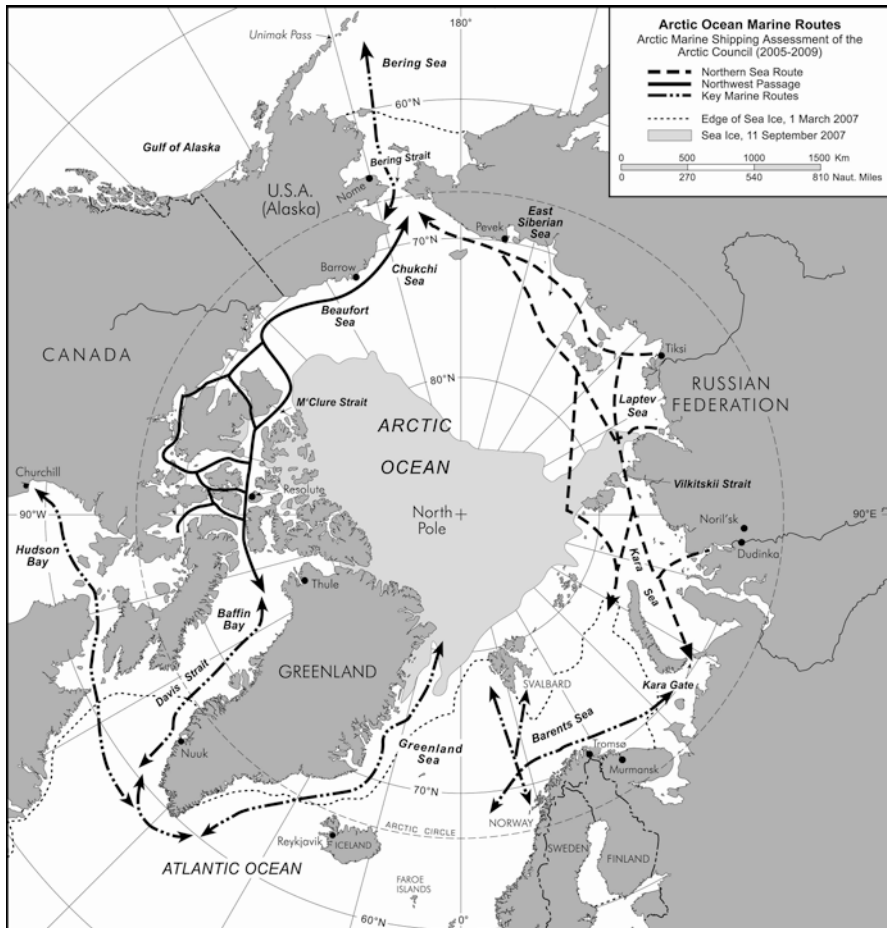 Arctic Ocean Marine Routes
Arctic Marine Shipping Assessment of the
Arctic Council (2005-2009)
Northern Sea Route
Northwest Passage
Key Marine Routes
Edge of Sea Ice, 1 March 2007
Sea Ice, 11 September 2007
0 500 1000 1500 Km
0 270 540 810 Naut. Miles
180°
Unimak Pass
Bering Sea
60°N
Gulf of Alaska
Bering Strait
U.S.A.
(Alaska)
Nome
East
Siberian
Sea
Pevek
70°N
Barrow
Chukchi
Sea
Beaufort
Sea
CANADA
Tiksi
RUSSIAN
FEDERATION
80°N
Laptev
Sea
M'Clure Strait
ARCTIC
OCEAN
Churchill
Resolute
Vilkitskii Strait
90°W
North
Pole
90°E
Noril'sk
Dudinka
Hudson
Bay
Kara
Sea
Thule
Baffin
Bay
GREENLAND
Davis Strait
SVALBARD
Kara Gate
Barents Sea
Nuuk
Greenland
Sea
Tromsø
Murmansk
70°N
NORWAY
ARCTIC CIRCLE
Reykjavik
ICELAND
SWEDEN
FINLAND
ATLANTIC OCEAN
FAROE
ISLANDS
60°N
0°